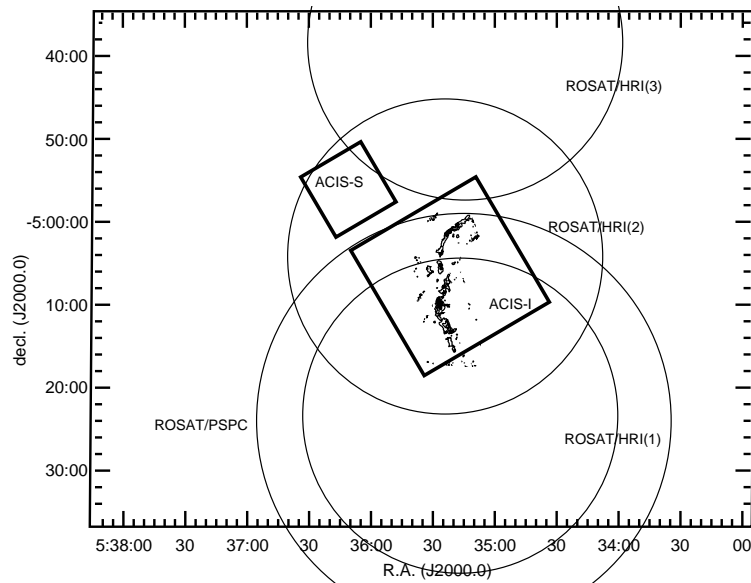 40:00
ROSAT/HRI(3)
50:00
ACIS-S
-5:00:00
ROSAT/HRI(2)
decl. (J2000.0)
10:00
ACIS-I
20:00
ROSAT/PSPC
ROSAT/HRI(1)
30:00
5:38:00 30 37:00 30 36:00 30 35:00 30 34:00 30 00
R.A. (J2000.0)